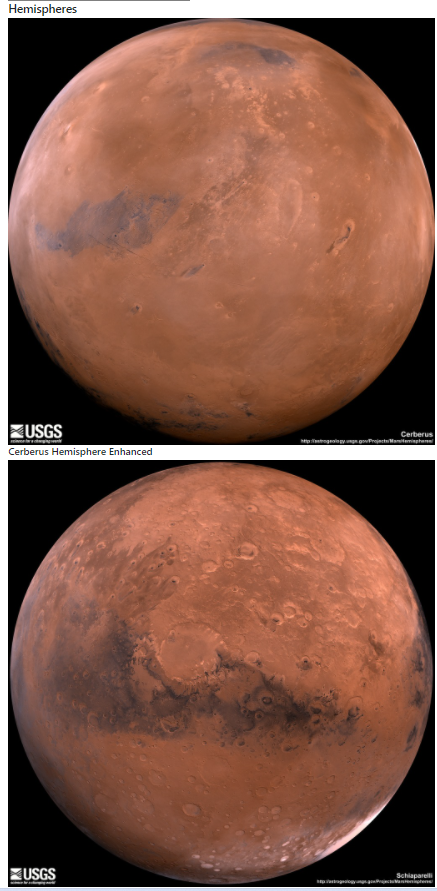 Hemispheres
USGS
science for a changing world
Cerberus
http://astrogeology.usgs.gov/Projects/MarsHemispheres/
Cerberus Hemisphere Enhanced
USGS
science for a changing world
Schiaparelli
http://astrogeology.usgs.gov/Projects/MarsHemispheres/